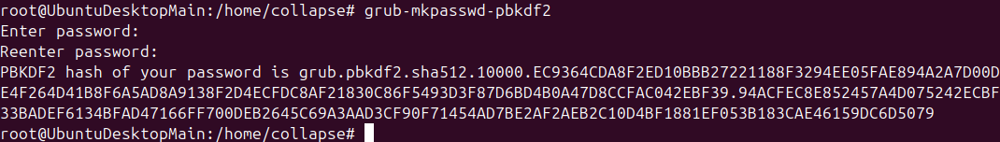 root@UbuntuDesktopMain:/home/collapse# grub-mkpasswd-pbkdf2
Enter password:
Reenter password:
PBKDF2 hash of your password is grub.pbkdf2.sha512.10000.EC9364CDA8F2ED10BBB27221188F3294EE05FAE894A2A7D00D
E4F264D41B8F6A5AD8A9138F2D4ECFDC8AF21830C86F5493D3F87D6BD4B0A47D8CCFAC042EBF39.94ACFEC8E852457A4D075242ECBF
33BADEF6134BFAD47166FF700DEB2645C69A3AAD3CF90F71454AD7BE2AF2AEB2C10D4BF1881EF053B183CAE46159DC6D5079
root@UbuntuDesktopMain:/home/collapse#